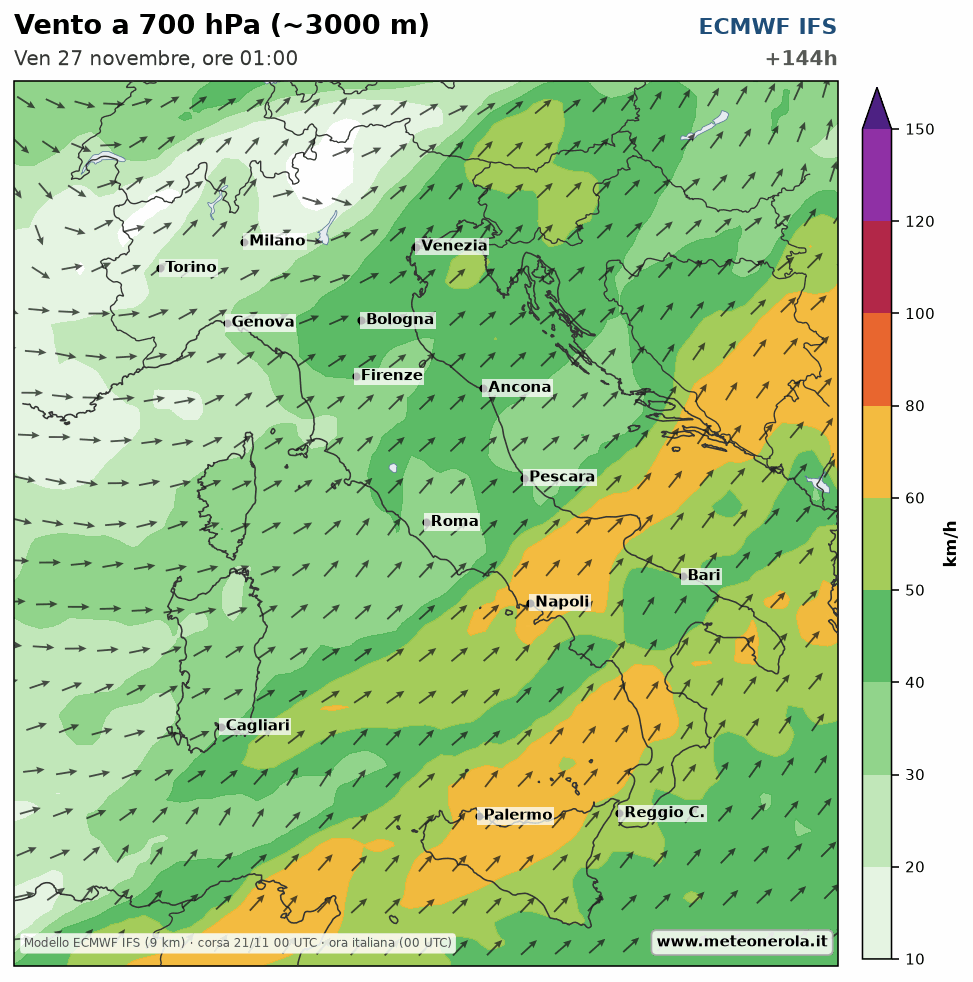 Vento a 700 hPa (~3000 m)
ECMWF IFS
Ven 27 novembre, ore 01:00
+144h
150
120
100
80
60
50
40
30
20
10
km/h
Venezia
Milano
Torino
Genova
Bologna
Firenze
Ancona
Pescara
Roma
Bari
Napoli
Cagliari
Palermo
Reggio C.
Modello ECMWF IFS (9 km) · corsa 21/11 00 UTC · ora italiana (00 UTC)
www.meteonerola.it